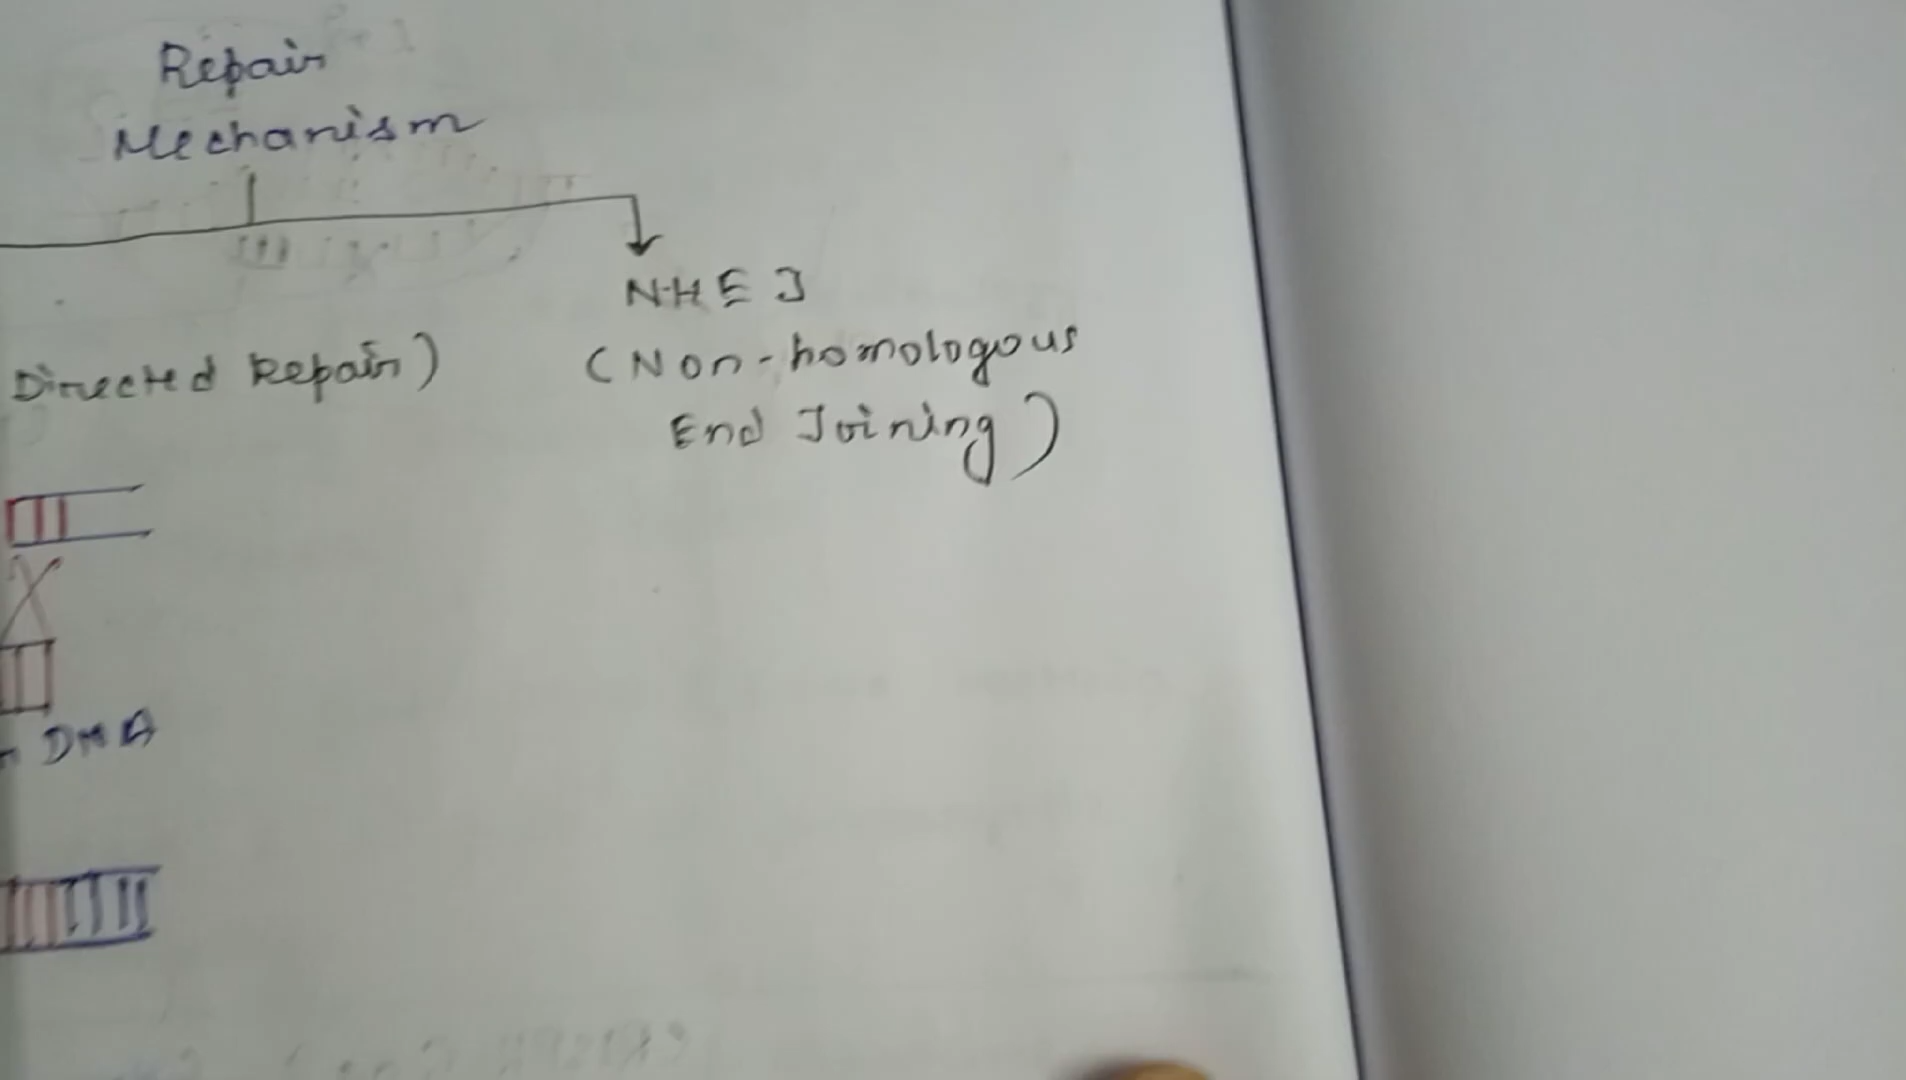 Repair
Mechanism
NHEJ
Directed Repair)
(Non-homologous
End Joining)
DNA